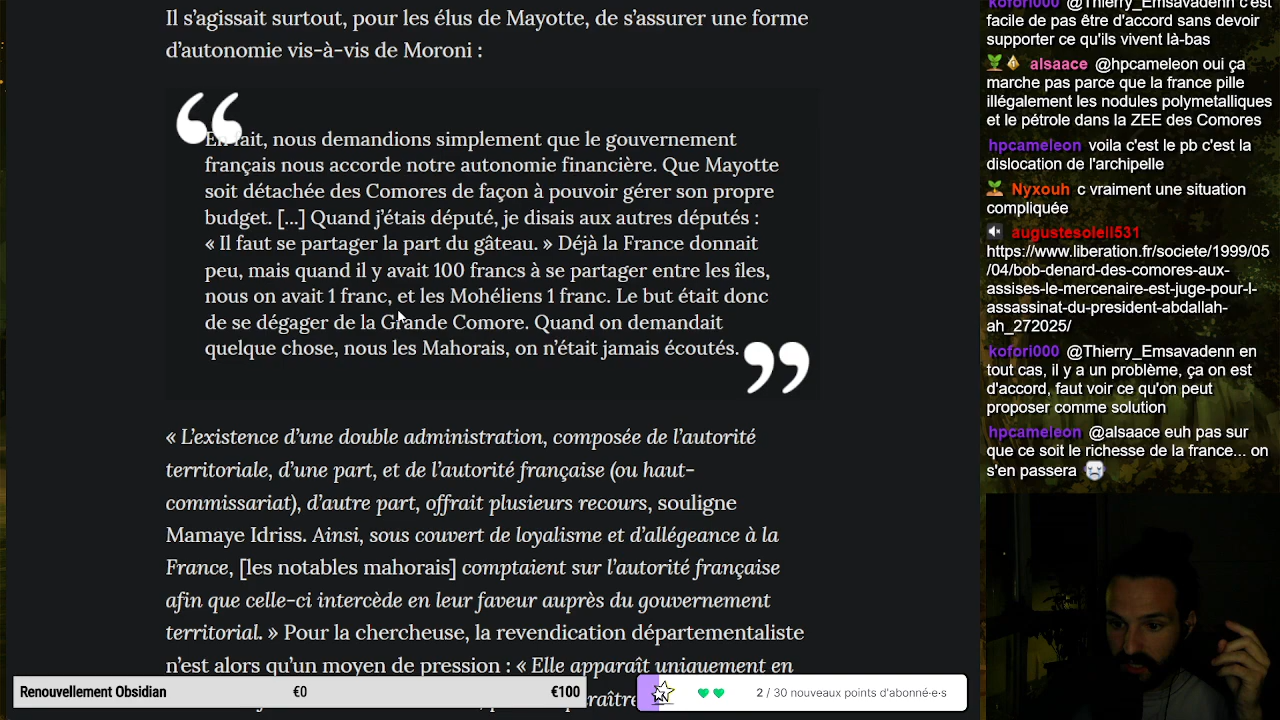 Il s’agissait surtout, pour les élus de Mayotte, de s’assurer une forme
d’autonomie vis-à-vis de Moroni :
En fait, nous demandions simplement que le gouvernement
français nous accorde notre autonomie financière. Que Mayotte
soit détachée des Comores de façon à pouvoir gérer son propre
budget. [...] Quand j’étais député, je disais aux autres députés :
« Il faut se partager la part du gâteau. » Déjà la France donnait
peu, mais quand il y avait 100 francs à se partager entre les îles,
nous on avait 1 franc, et les Mohéliens 1 franc. Le but était donc
de se dégager de la Grande Comore. Quand on demandait
quelque chose, nous les Mahorais, on n’était jamais écoutés.
« L’existence d’une double administration, composée de l’autorité
territoriale, d’une part, et de l’autorité française (ou haut-
commissariat), d’autre part, offrait plusieurs recours, souligne
Mamaye Idriss. Ainsi, sous couvert de loyalisme et d’allégeance à la
France, [les notables mahorais] comptaient sur l’autorité française
afin que celle-ci intercède en leur faveur auprès du gouvernement
territorial. » Pour la chercheuse, la revendication départementaliste
n’est alors qu’un moyen de pression : « Elle apparaît uniquement en
Renouvellement Obsidian €0 €100
2 / 30 nouveaux points d'abonné·e·s
kofori000 @Thierry_Emsavadenn c'est
facile de pas être d'accord sans devoir
supporter ce qu'ils vivent là-bas
alsaace @hpcameleon oui ça
marche pas parce que la france pille
illégalement les nodules polymetalliques
et le pétrole dans la ZEE des Comores
hpcameleon voila c'est le pb c'est la
dislocation de l'archipelle
Nyxouh c vraiment une situation
compliquée
augustesoleil531
https://www.liberation.fr/societe/1999/05
/04/bob-denard-des-comores-aux-
assises-le-mercenaire-est-juge-pour-l-
assassinat-du-president-abdallah-
ah_272025/
kofori000 @Thierry_Emsavadenn en
tout cas, il y a un problème, ça on est
d'accord, faut voir ce qu'on peut
proposer comme solution
hpcameleon @alsaace euh pas sur
que ce soit le richesse de la france... on
s'en passera